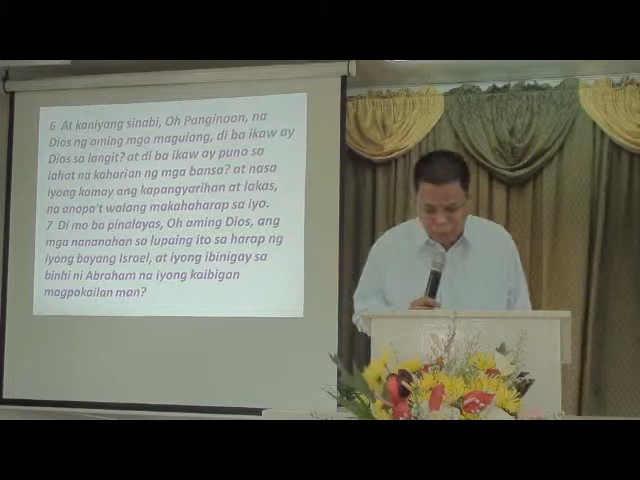 6 At kaniyang sinabi, Oh Panginoon, na
Dios ng aming mga magulang, di ba ikaw ay
Dios sa langit? at di ba ikaw ay puno sa
lahat na kaharian ng mga bansa? at nasa
iyong kamay ang kapangyarihan at lakas,
na anopa't walang makahaharap sa iyo.
7 Di mo ba pinalayas, Oh aming Dios, ang
mga nananahan sa lupaing ito sa harap ng
iyong bayang Israel, at iyong ibinigay sa
binhi ni Abraham na iyong kaibigan
magpakailan man?